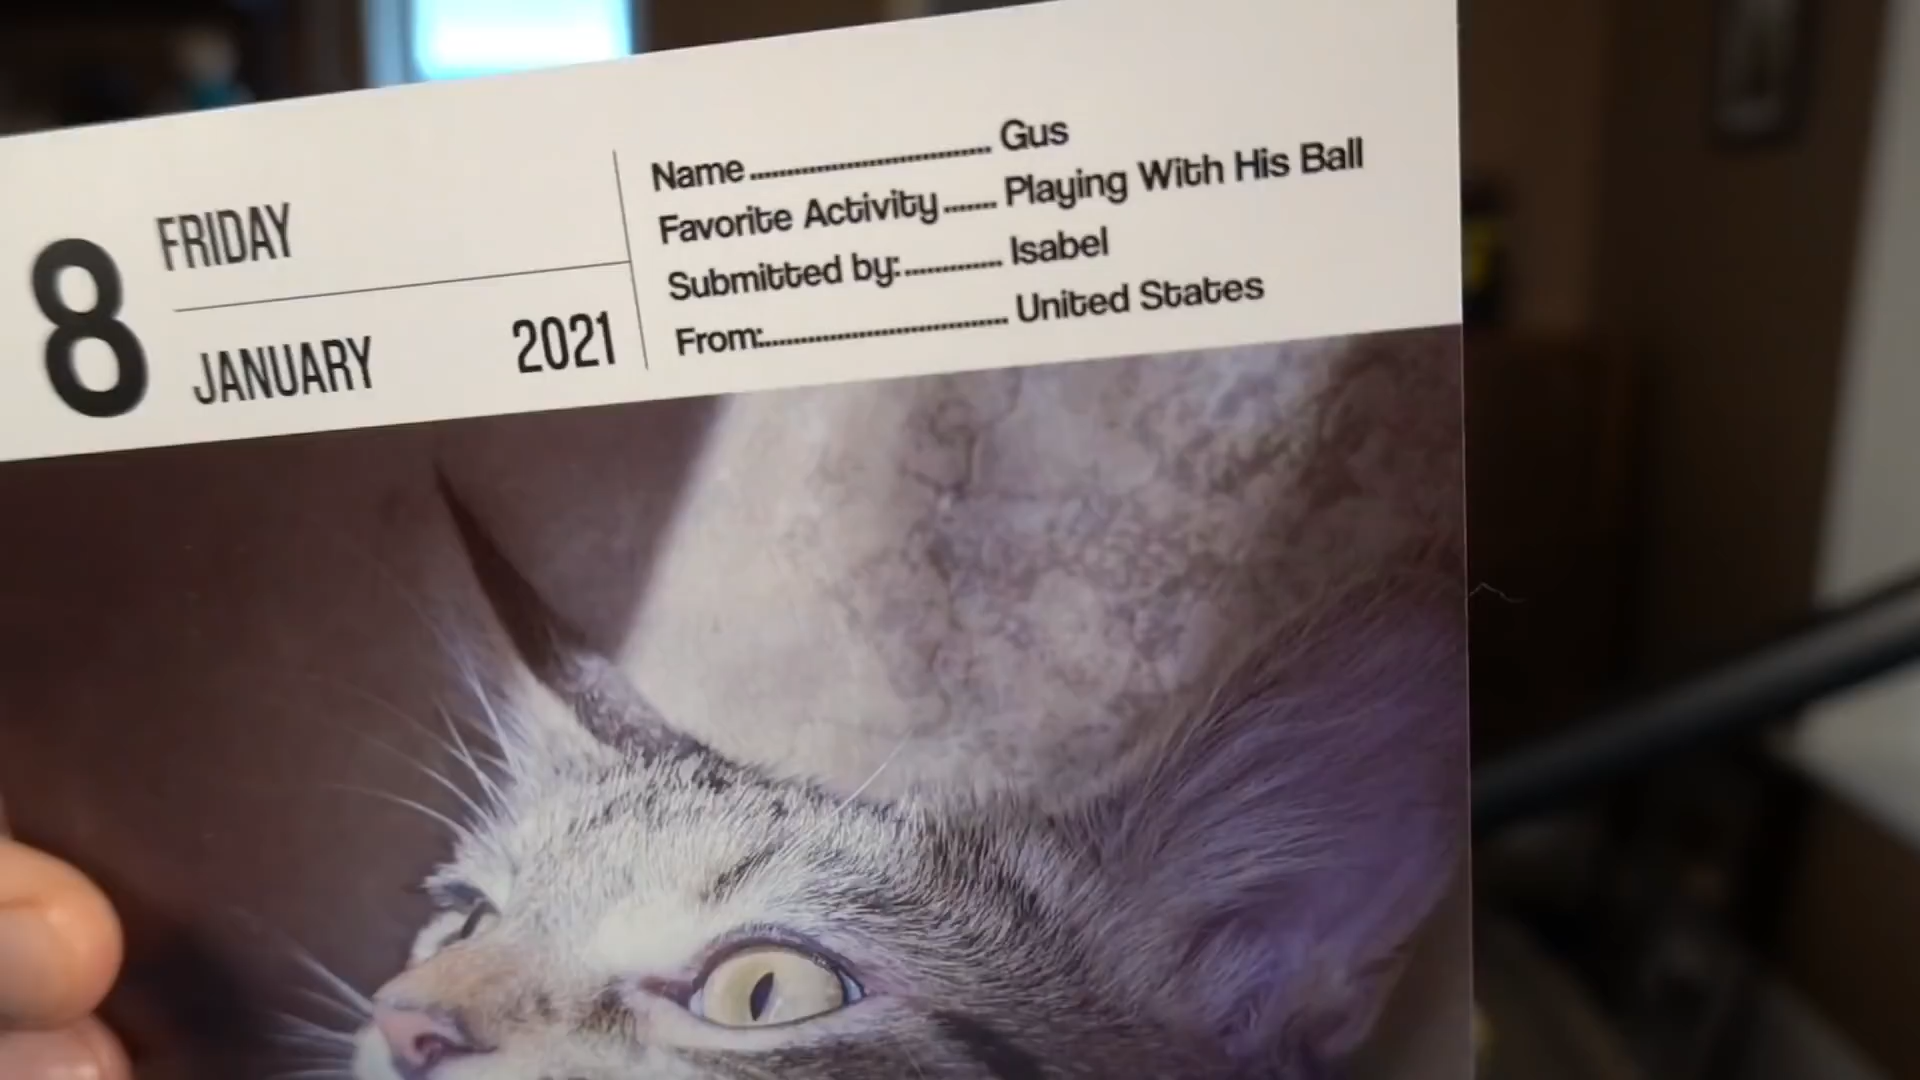 8
FRIDAY
JANUARY 2021
Name.............................. Gus
Favorite Activity....... Playing With His Ball
Submitted by:............. Isabel
From:................................. United States